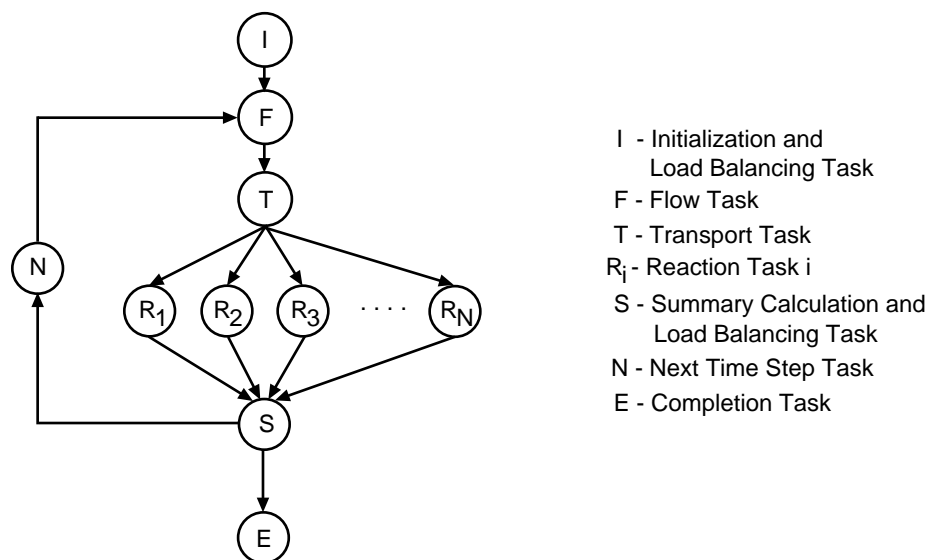 I
F
T
N
R1
R2
R3
. . . .
RN
S
E
I - Initialization and
Load Balancing Task
F - Flow Task
T - Transport Task
Ri - Reaction Task i
S - Summary Calculation and
Load Balancing Task
N - Next Time Step Task
E - Completion Task